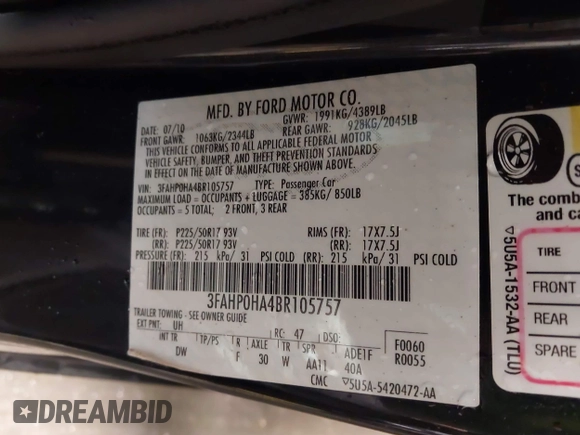 MFD. BY FORD MOTOR CO.
DATE: 07/10 GVWR: 1991KG/4389LB
FRONT GAWR: 1063KG/2344LB REAR GAWR: 928KG/2045LB
THIS VEHICLE CONFORMS TO ALL APPLICABLE FEDERAL MOTOR
VEHICLE SAFETY, BUMPER, AND THEFT PREVENTION STANDARDS
IN EFFECT ON THE DATE OF MANUFACTURE SHOWN ABOVE.
VIN: 3FAHP0HA4BR105757 TYPE: Passenger Car
MAXIMUM LOAD = OCCUPANTS + LUGGAGE = 385KG/ 850LB
OCCUPANTS = 5 TOTAL: 2 FRONT, 3 REAR
TIRE (FR): P225/50R17 93V RIMS (FR): 17X7.5J
(RR): P225/50R17 93V (RR): 17X7.5J
PRESSURE (FR): 215 kPa/ 31 PSI COLD (RR): 215 kPa/ 31 PSI COLD
3FAHP0HA4BR105757
TRAILER TOWING - SEE OWNER GUIDE
EXT PNT: UH RC: 47 DSO: F0060
INT TR TP/PS R AXLE TR SPR ADE1F R0055
DW F 30 W AA11 40A
CMC ▽5U5A-5420472-AA
The comb
and ca
TIRE
FRONT
REAR
SPARE
▽5U5A-1532-AA (TLU)
DREAMBID